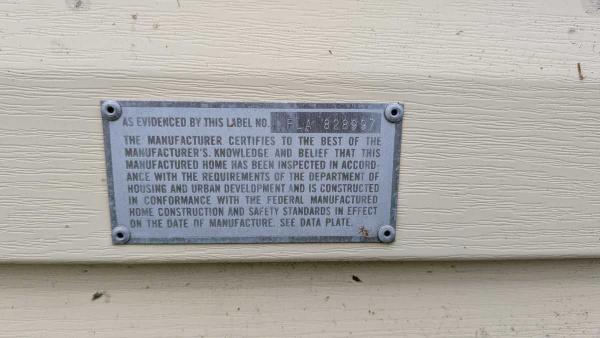 AS EVIDENCED BY THIS LABEL NO. FLA 828997
THE MANUFACTURER CERTIFIES TO THE BEST OF THE
MANUFACTURER'S KNOWLEDGE AND BELIEF THAT THIS
MANUFACTURED HOME HAS BEEN INSPECTED IN ACCORD-
ANCE WITH THE REQUIREMENTS OF THE DEPARTMENT OF
HOUSING AND URBAN DEVELOPMENT AND IS CONSTRUCTED
IN CONFORMANCE WITH THE FEDERAL MANUFACTURED
HOME CONSTRUCTION AND SAFETY STANDARDS IN EFFECT
ON THE DATE OF MANUFACTURE. SEE DATA PLATE.